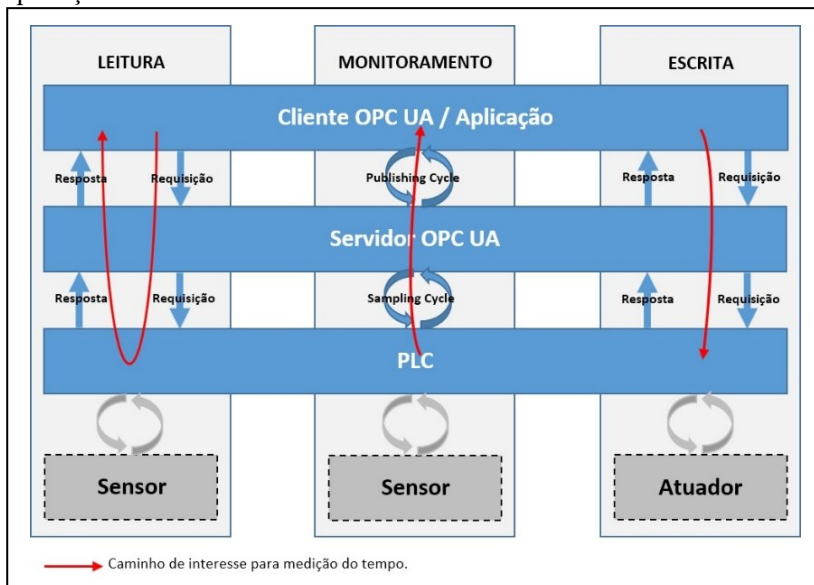 LEITURA MONITORAMENTO ESCRITA
Cliente OPC UA / Aplicação
Resposta Requisição Publishing Cycle Resposta Requisição
Servidor OPC UA
Resposta Requisição Sampling Cycle Resposta Requisição
PLC
Sensor Sensor Atuador
Caminho de interesse para medição do tempo.